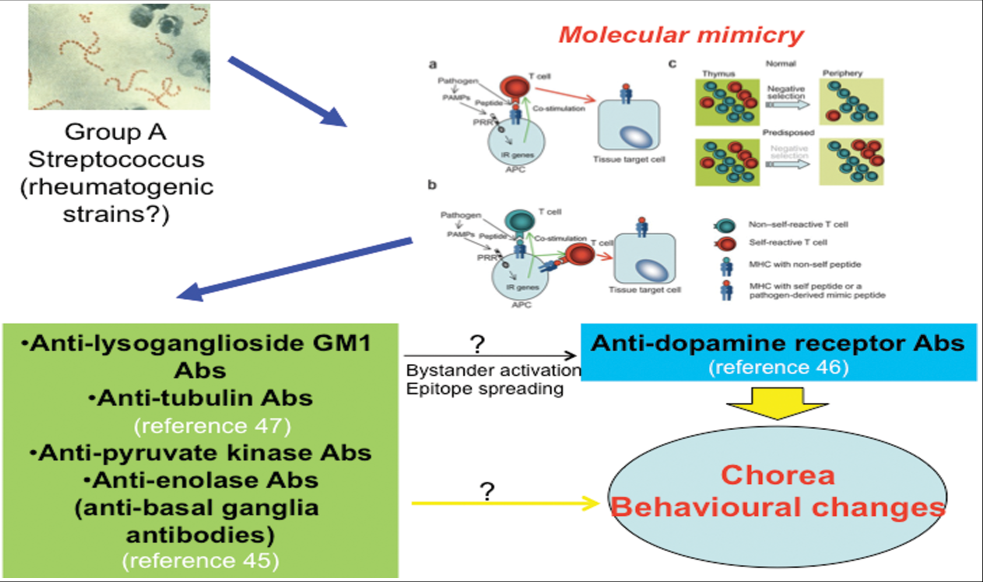 Molecular mimicry
Group A
Streptococcus
(rheumatogenic
strains?)
a
Pathogen
PAMPs
Peptide
PRR
IR genes
APC
T cell
Co-stimulation
Tissue target cell
c
Normal
Thymus
Periphery
Negative
selection
Predisposed
Negative
selection
b
Pathogen
PAMPs
Peptide
PRR
IR genes
APC
T cell
Co-stimulation
T cell
Tissue target cell
Non–self-reactive T cell
Self-reactive T cell
MHC with non-self peptide
MHC with self peptide or a
pathogen-derived mimic peptide
•Anti-lysoganglioside GM1
Abs
•Anti-tubulin Abs
(reference 47)
•Anti-pyruvate kinase Abs
•Anti-enolase Abs
(anti-basal ganglia
antibodies)
(reference 45)
?
Bystander activation
Epitope spreading
Anti-dopamine receptor Abs
(reference 46)
?
Chorea
Behavioural changes